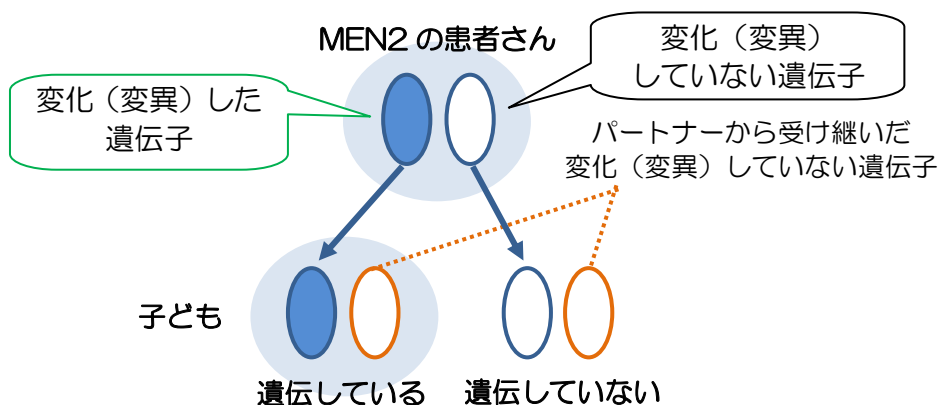 MEN2 の患者さん
変化（変異）
していない遺伝子
変化（変異）した
遺伝子
パートナーから受け継いだ
変化（変異）していない遺伝子
子ども
遺伝している
遺伝していない